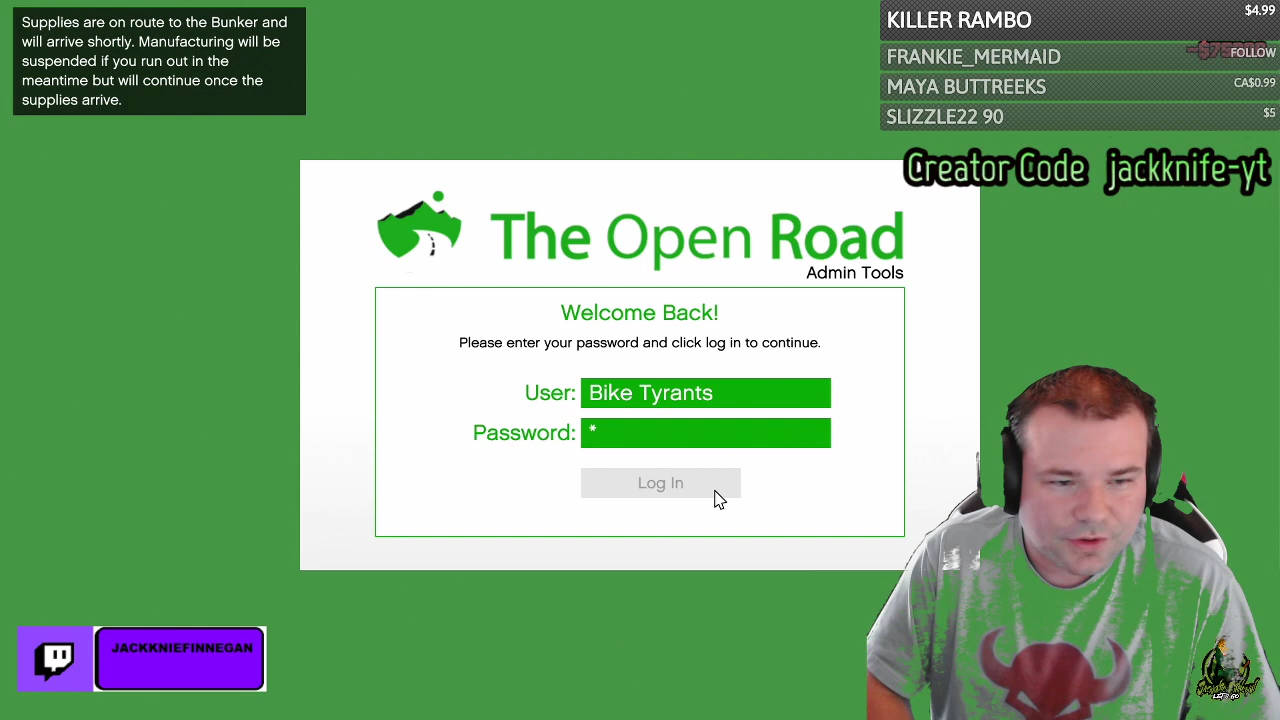 Supplies are on route to the Bunker and
will arrive shortly. Manufacturing will be
suspended if you run out in the
meantime but will continue once the
supplies arrive.
KILLER RAMBO $4.99
FRANKIE_MERMAID FOLLOW
MAYA BUTTREEKS CA$0.99
SLIZZLE22 90 $5
Creator Code jackknife-yt
The Open Road
Admin Tools
Welcome Back!
Please enter your password and click log in to continue.
User: Bike Tyrants
Password: *
Log In
JACKKNIEFINNEGAN
LET'S GO